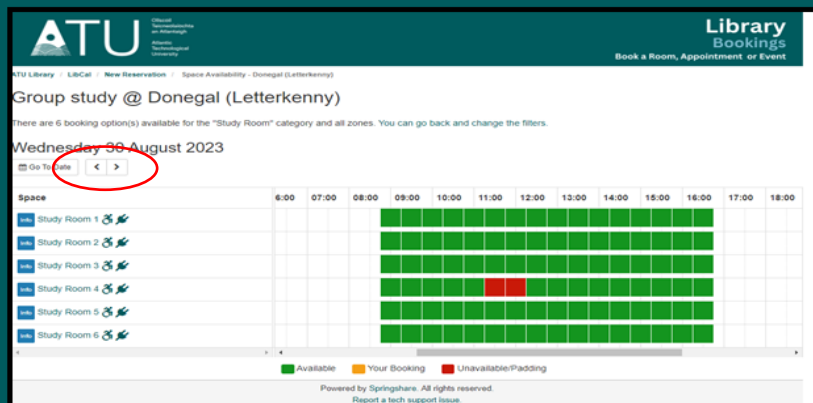 ATU
Ollscoil
Teicneolaíochta
an Atlantaigh
Atlantic
Technological
University
Library
Bookings
Book a Room, Appointment or Event
ATU Library / LibCal / New Reservation / Space Availability - Donegal (Letterkenny)
Group study @ Donegal (Letterkenny)
There are 6 booking option(s) available for the "Study Room" category and all zones. You can go back and change the filters.
Wednesday 30 August 2023
Go To Date < >
Space 6:00 07:00 08:00 09:00 10:00 11:00 12:00 13:00 14:00 15:00 16:00 17:00 18:00
Info Study Room 1
Info Study Room 2
Info Study Room 3
Info Study Room 4
Info Study Room 5
Info Study Room 6
Available Your Booking Unavailable/Padding
Powered by Springshare. All rights reserved.
Report a tech support issue.